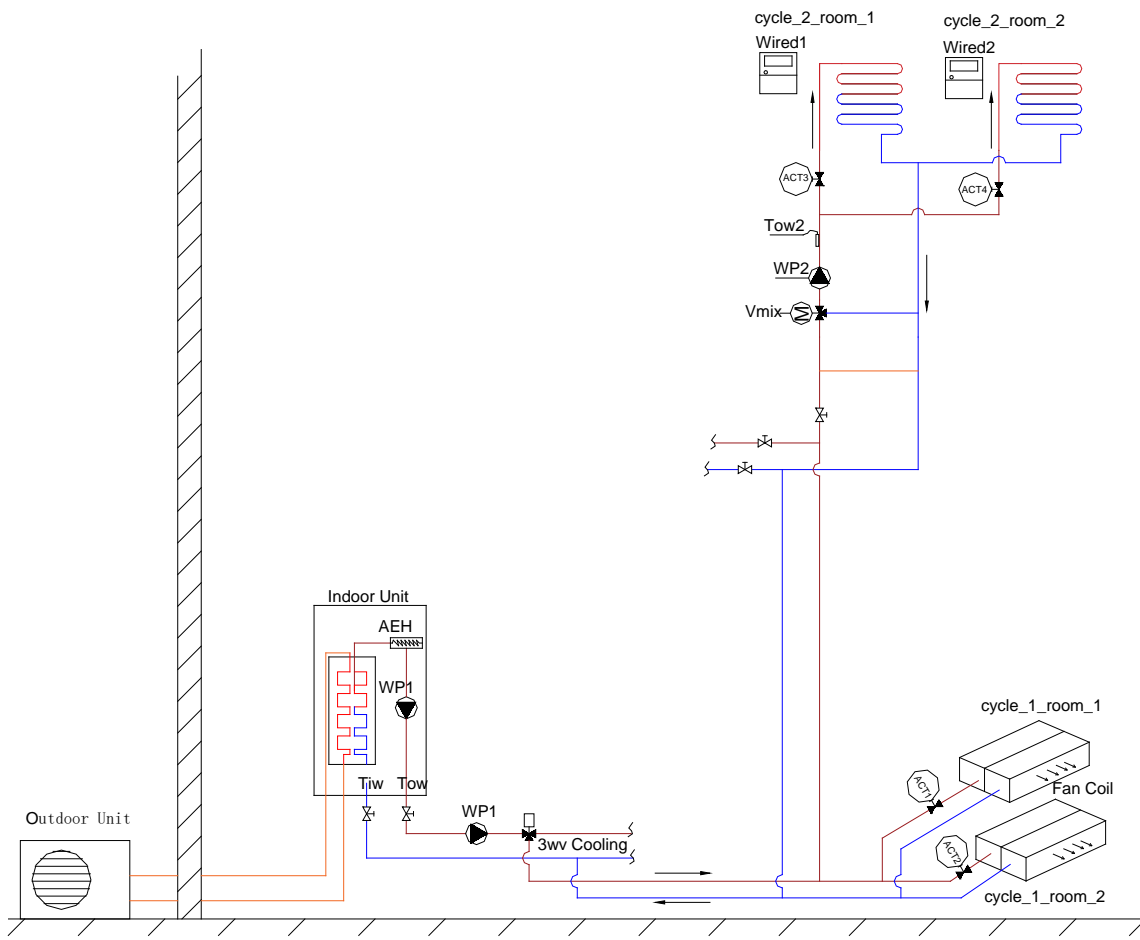 cycle_2_room_1
cycle_2_room_2
Wired1
Wired2
ACT3
ACT4
Tow2
WP2
Vmix
M
Indoor Unit
AEH
WP1
Tiw
Tow
WP1
3wv Cooling
Outdoor Unit
cycle_1_room_1
ACT1
Fan Coil
ACT2
cycle_1_room_2